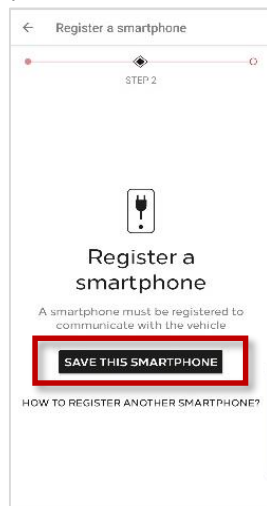 Register a smartphone
STEP 2
Register a
smartphone
A smartphone must be registered to
communicate with the vehicle
SAVE THIS SMARTPHONE
HOW TO REGISTER ANOTHER SMARTPHONE?